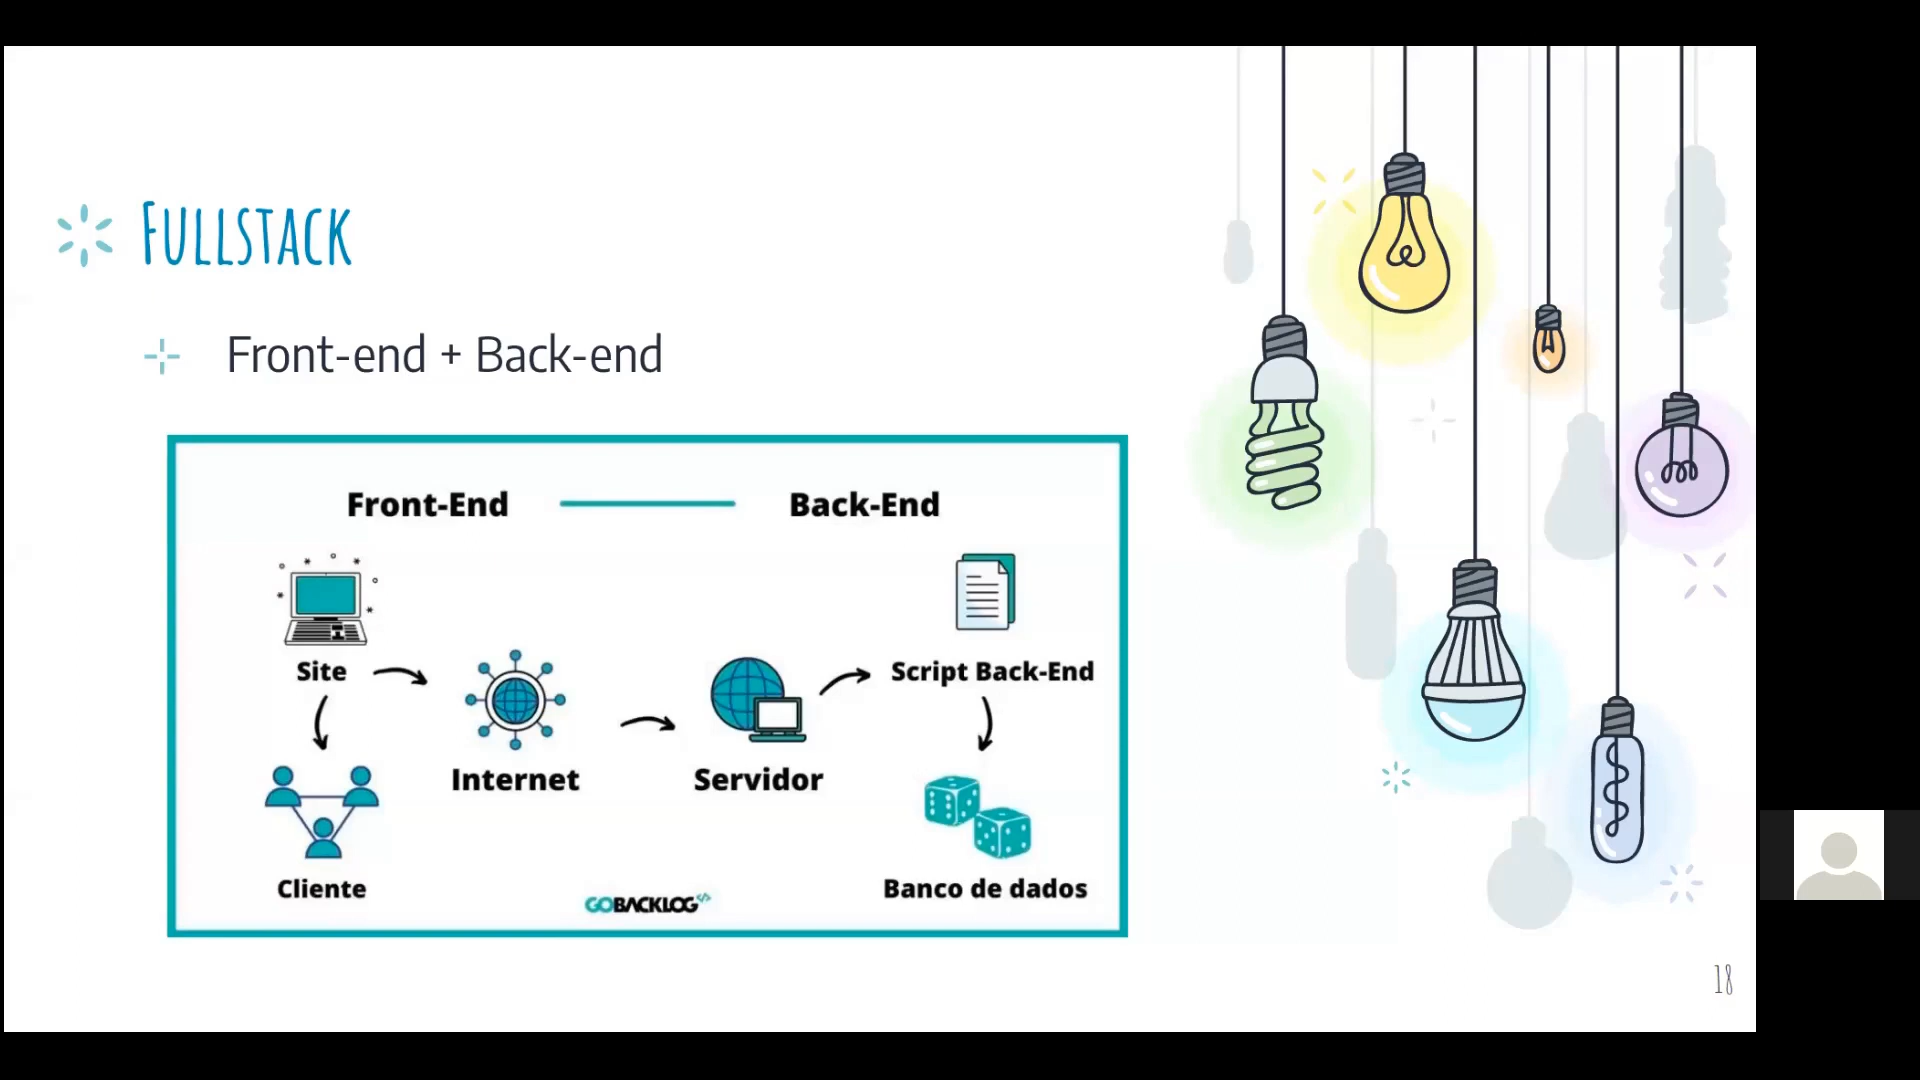 Fullstack
Front-end + Back-end
Front-End
Back-End
Site
Script Back-End
Internet
Servidor
Cliente
Banco de dados
GOBACKLOG</>
18